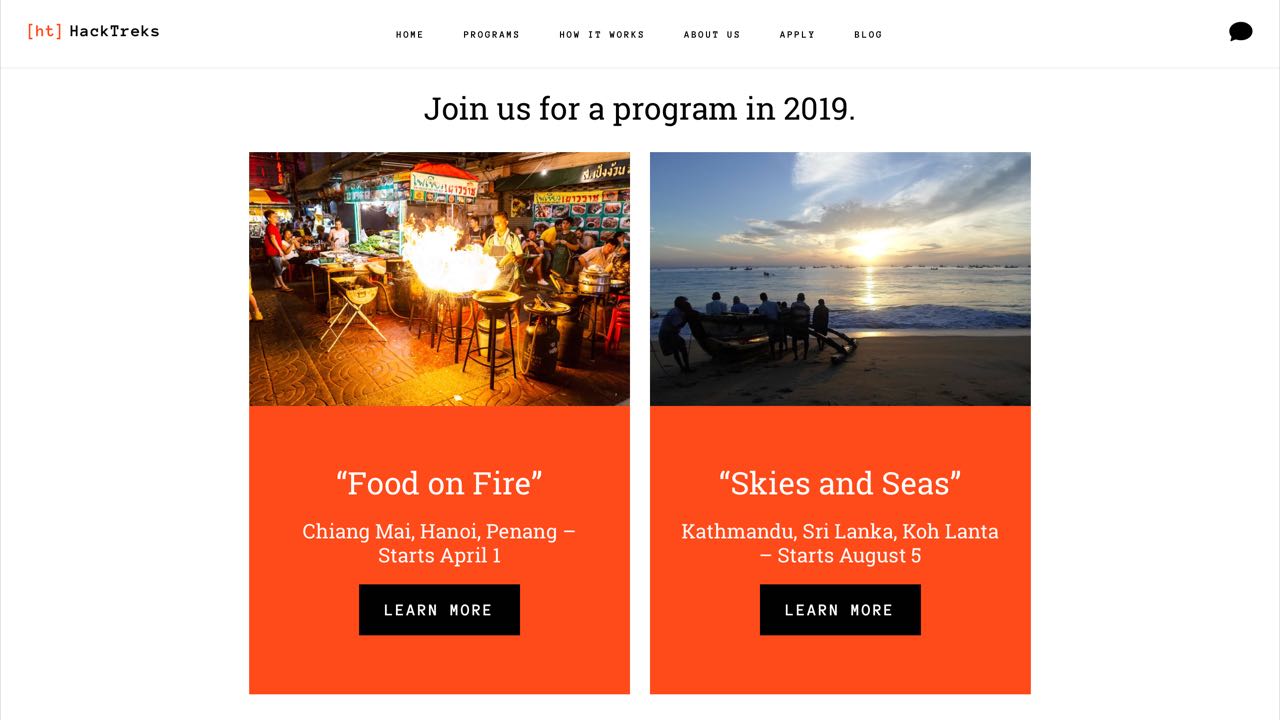 [ht] HackTreks
HOME PROGRAMS HOW IT WORKS ABOUT US APPLY BLOG
Join us for a program in 2019.
“Food on Fire”
Chiang Mai, Hanoi, Penang –
Starts April 1
LEARN MORE
“Skies and Seas”
Kathmandu, Sri Lanka, Koh Lanta
– Starts August 5
LEARN MORE